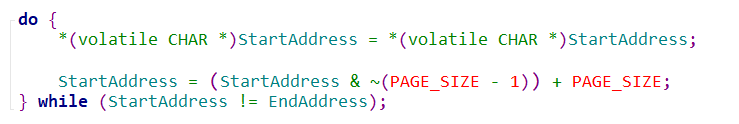 do {
*(volatile CHAR *)StartAddress = *(volatile CHAR *)StartAddress;
StartAddress = (StartAddress & ~(PAGE_SIZE - 1)) + PAGE_SIZE;
} while (StartAddress != EndAddress);